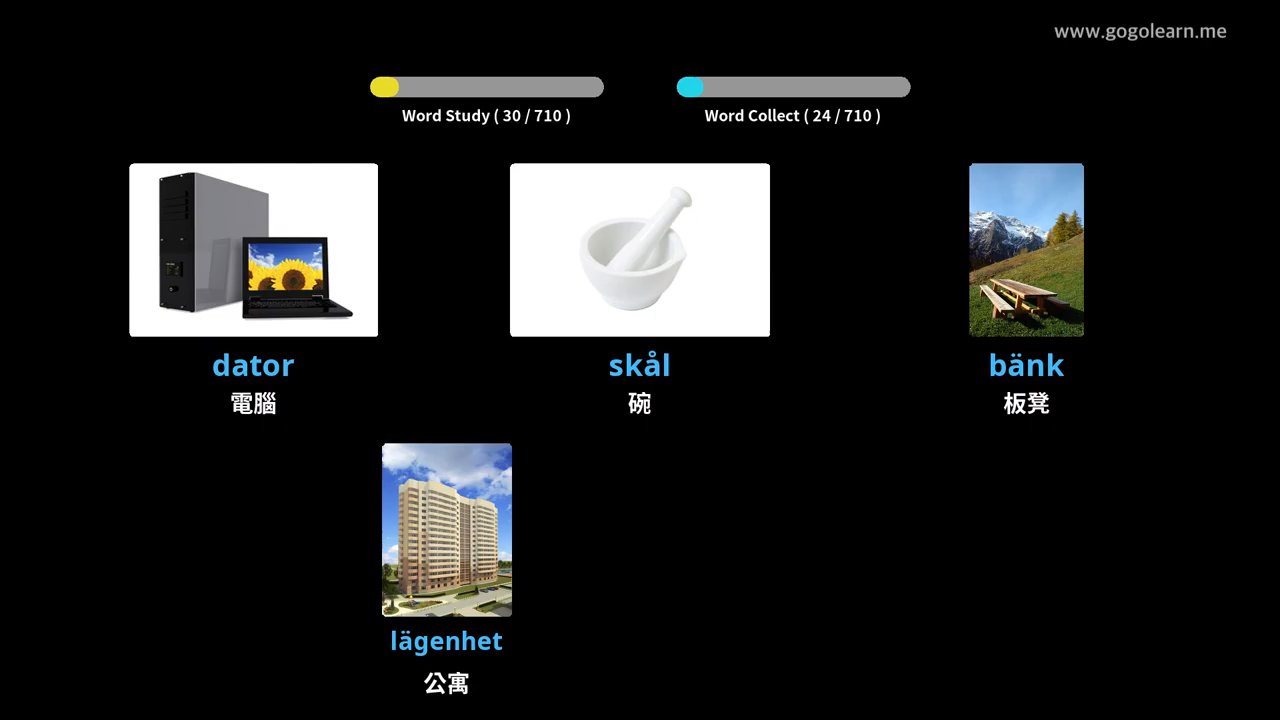 www.gogolearn.me
Word Study ( 30 / 710 )
Word Collect ( 24 / 710 )
dator
電腦
skål
碗
bänk
板凳
lägenhet
公寓